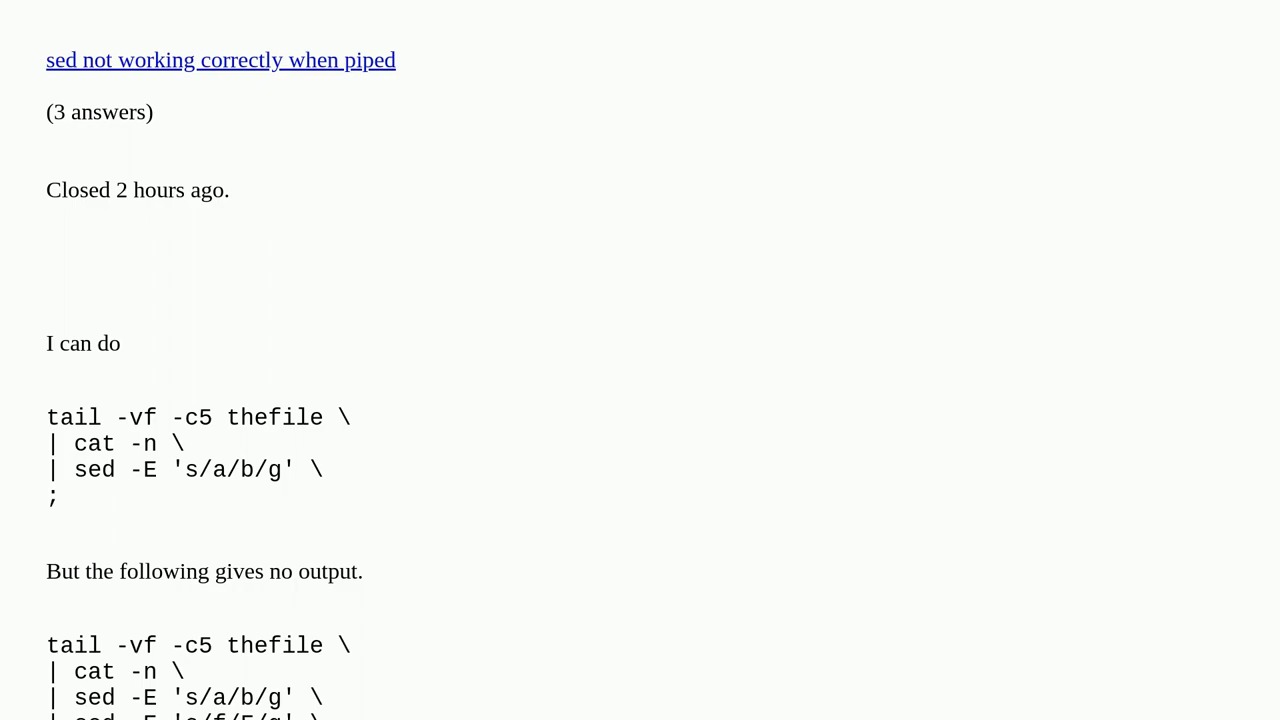 sed not working correctly when piped
(3 answers)
Closed 2 hours ago.
I can do
tail -vf -c5 thefile \
| cat -n \
| sed -E 's/a/b/g' \
;
But the following gives no output.
tail -vf -c5 thefile \
| cat -n \
| sed -E 's/a/b/g' \
| sed -E 's/f/F/g' \